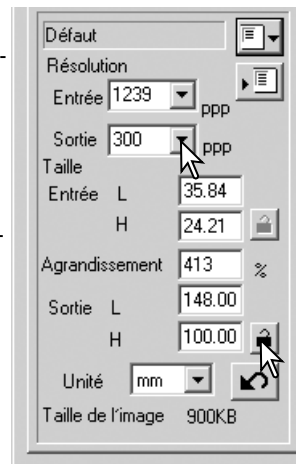 Défaut
Résolution
Entrée 1239 ppp
Sortie 300 ppp
Taille
Entrée L 35.84
H 24.21
Agrandissement 413 %
Sortie L 148.00
H 100.00
Unité mm
Taille de l'image 900KB